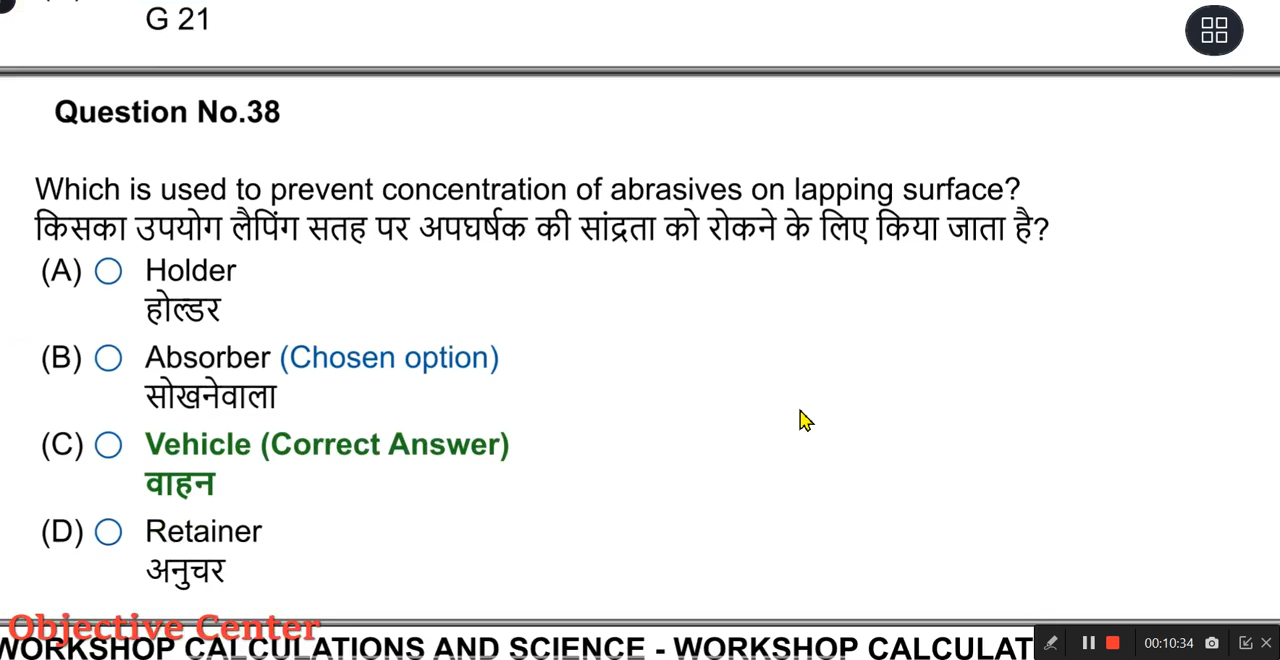 G 21
Question No.38
Which is used to prevent concentration of abrasives on lapping surface?
किसका उपयोग लैपिंग सतह पर अपघर्षक की सांद्रता को रोकने के लिए किया जाता है?
(A) Holder
होल्डर
(B) Absorber (Chosen option)
सोखनेवाला
(C) Vehicle (Correct Answer)
वाहन
(D) Retainer
अनुचर
Objective Center
WORKSHOP CALCULATIONS AND SCIENCE - WORKSHOP CALCULAT
00:10:34